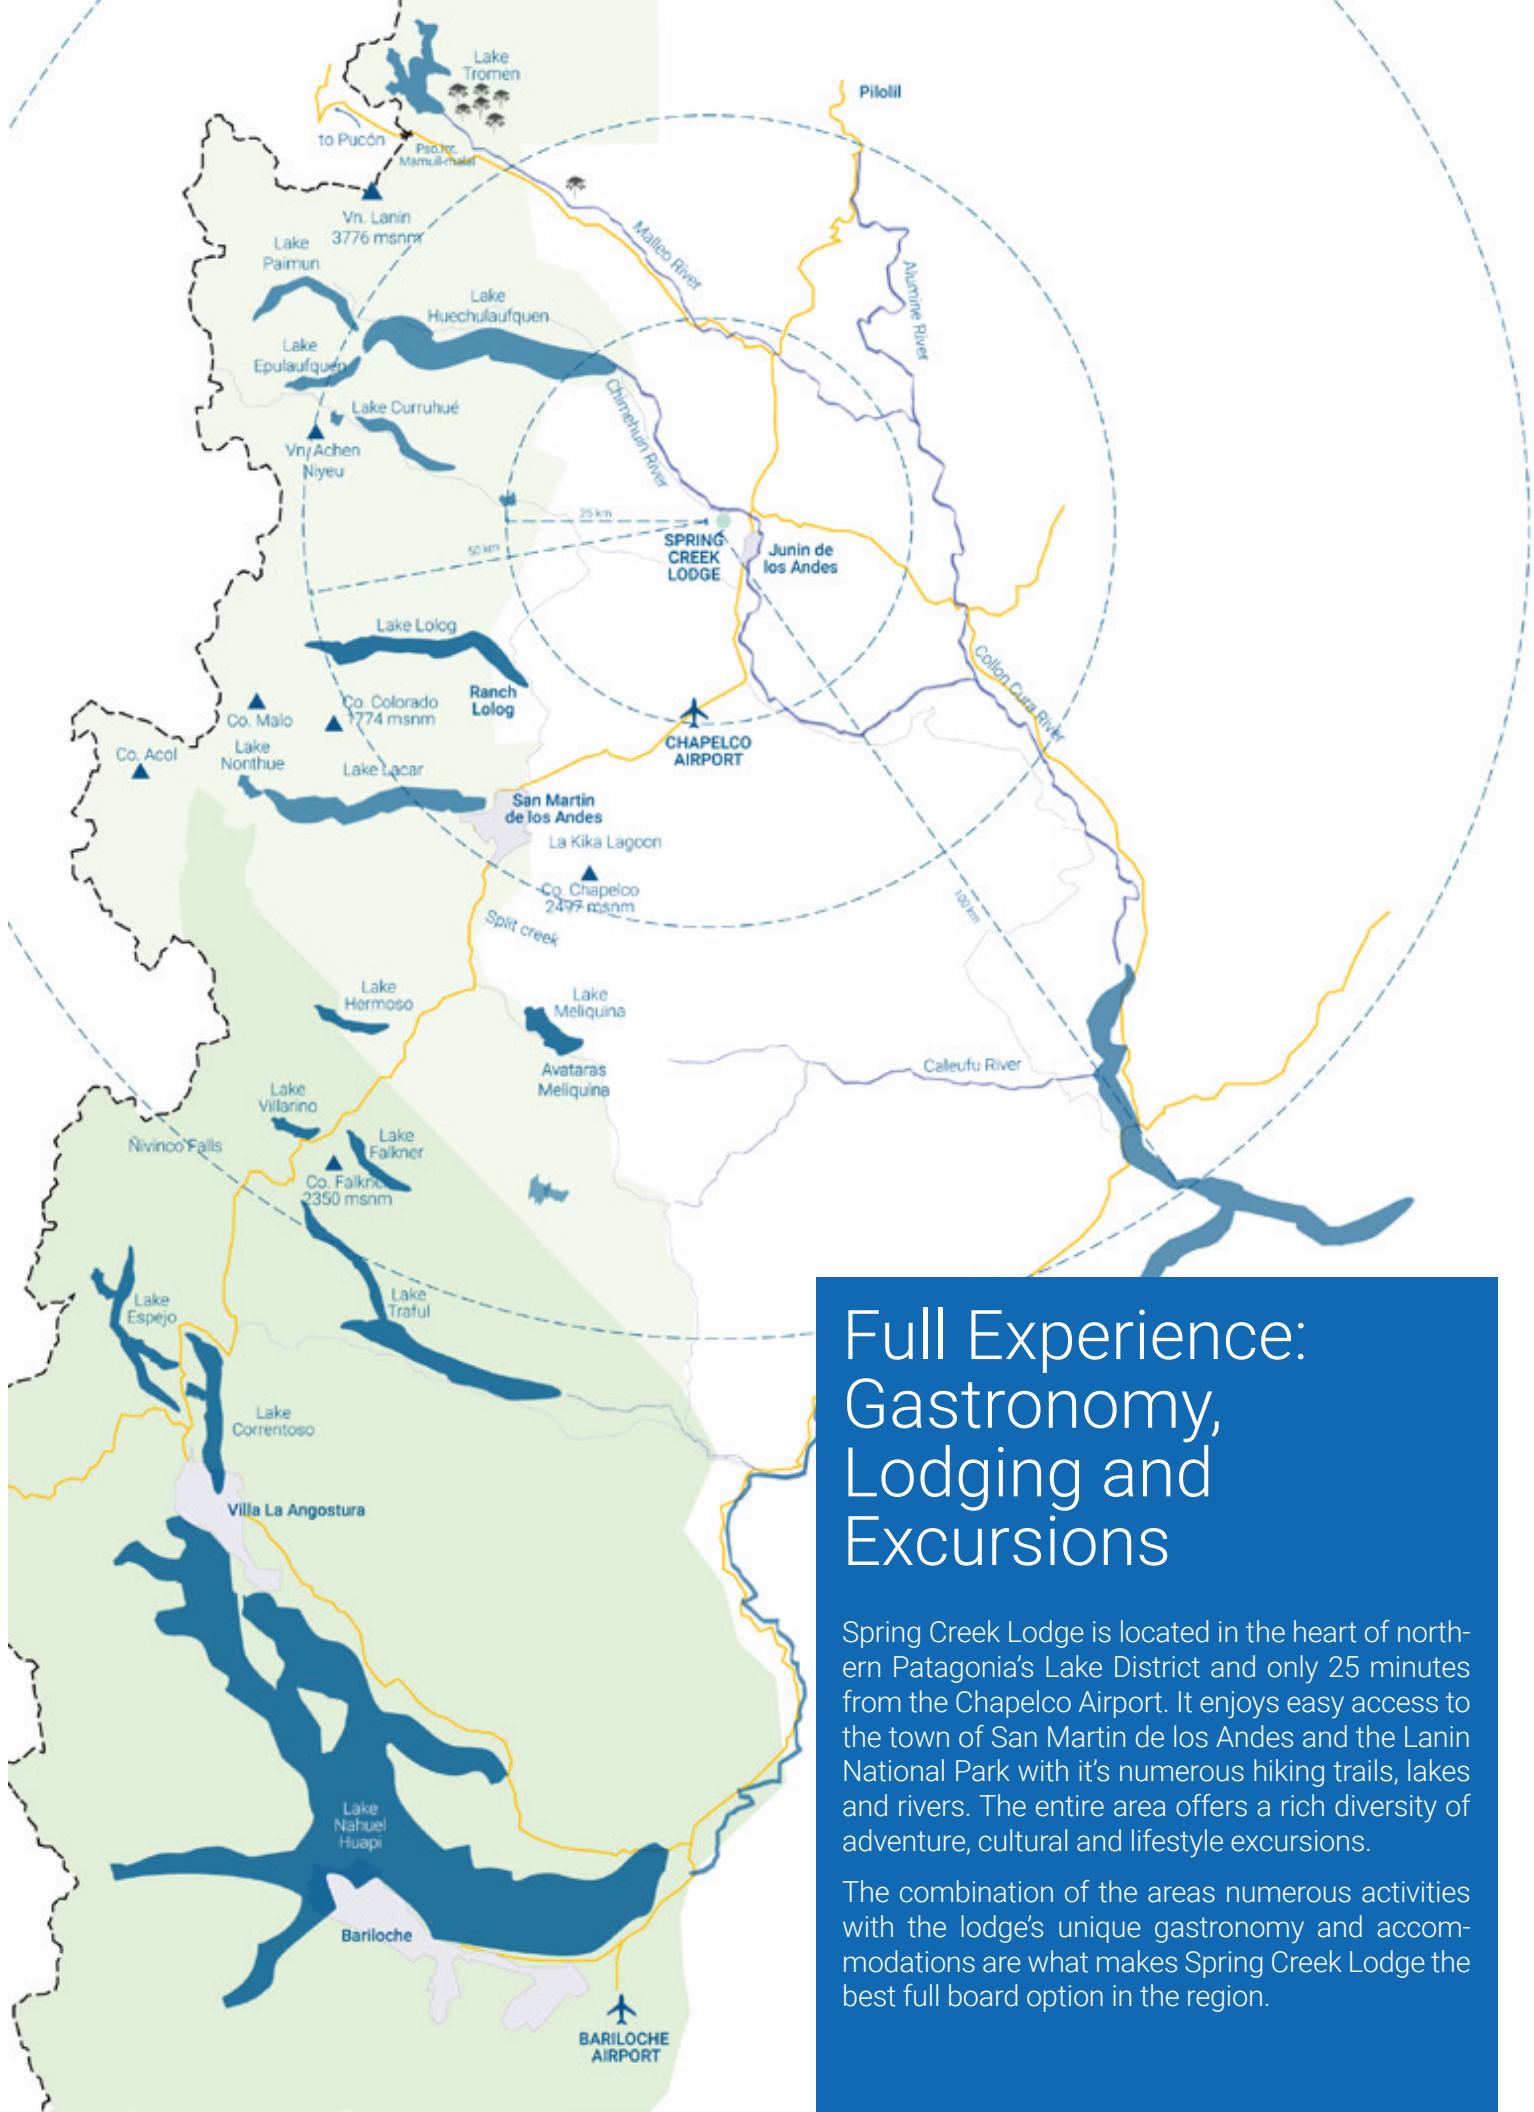 Lake
Tromen
Pilolil
to Pucón
Pso.Int.
Mamuil-malal
Vn. Lanin
3776 msnm
Lake
Paimun
Malleo River
Alumine River
Lake
Huechulaufquen
Lake
Epulaufquen
Chimehuin River
Lake Curruhué
Vn. Achen
Niyeu
25 km
50 km
SPRING
CREEK
LODGE
Junin de
los Andes
Lake Lolog
Collon Cura River
Ranch
Lolog
Co. Malo
Co. Colorado
1774 msnm
Co. Acol
Lake
Nonthue
Lake Lacar
CHAPELCO
AIRPORT
San Martin
de los Andes
La Kika Lagoon
Co. Chapelco
2497 msnm
100 km
Split creek
Lake
Hermoso
Lake
Meliquina
Avataras
Meliquina
Caleufu River
Lake
Villarino
Ñivinco Falls
Lake
Falkner
Co. Falkner
2350 msnm
Lake
Espejo
Lake
Traful
Lake
Correntoso
Villa La Angostura
Lake
Nahuel
Huapi
Bariloche
BARILOCHE
AIRPORT
Full Experience:
Gastronomy,
Lodging and
Excursions
Spring Creek Lodge is located in the heart of north-
ern Patagonia's Lake District and only 25 minutes
from the Chapelco Airport. It enjoys easy access to
the town of San Martin de los Andes and the Lanin
National Park with it's numerous hiking trails, lakes
and rivers. The entire area offers a rich diversity of
adventure, cultural and lifestyle excursions.
The combination of the areas numerous activities
with the lodge's unique gastronomy and accom-
modations are what makes Spring Creek Lodge the
best full board option in the region.